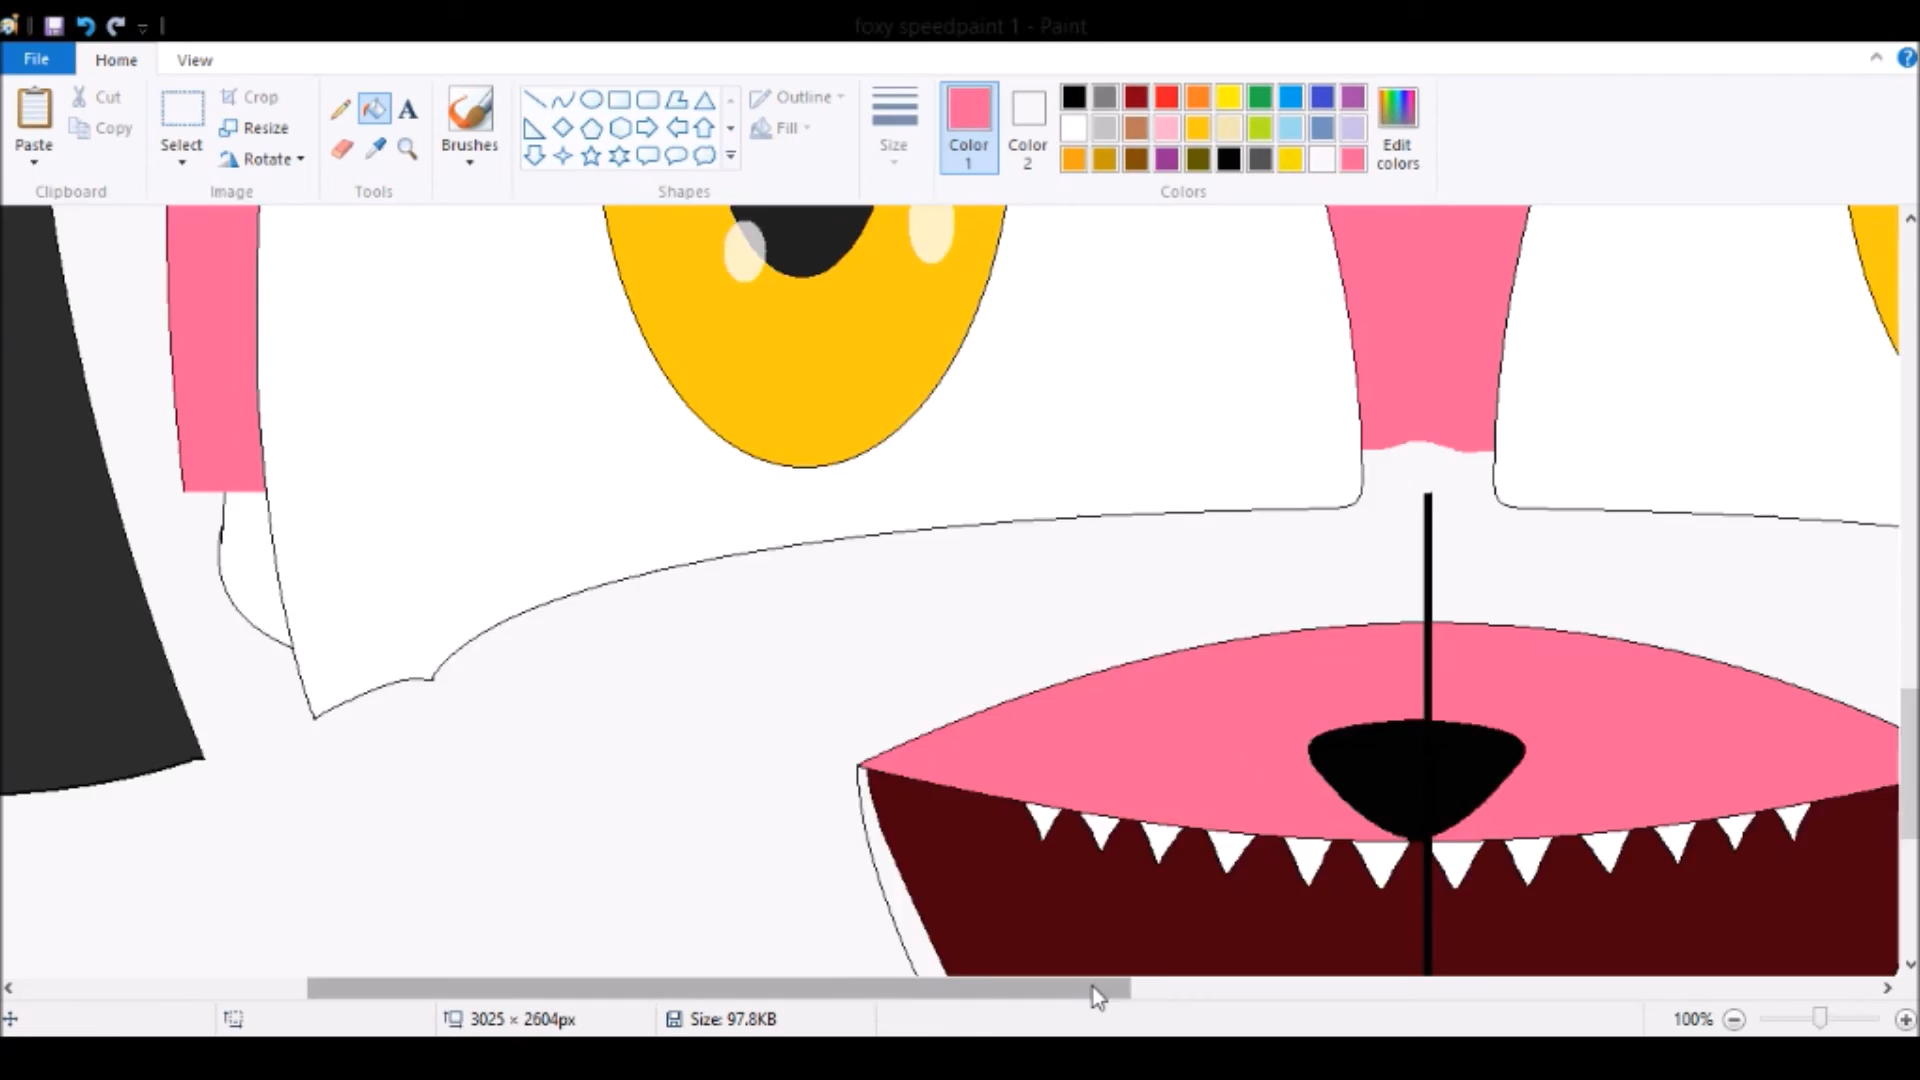 foxy speedpaint 1 - Paint
File Home View
Paste
Cut
Copy
Clipboard
Select
Crop
Resize
Rotate
Image
A
Tools
Brushes
Shapes
Outline
Fill
Size
Color 1
Color 2
Edit colors
Colors
3025 × 2604px
Size: 97.8KB
100%